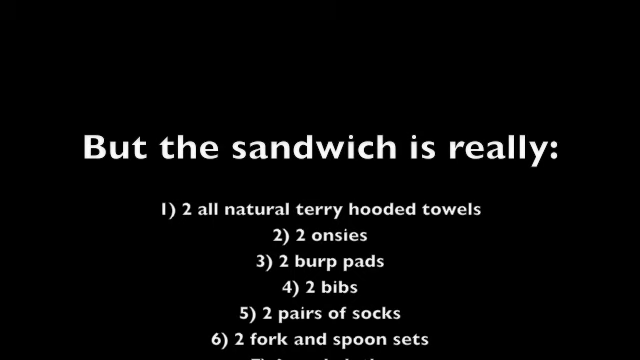 But the sandwich is really:
1) 2 all natural terry hooded towels
2) 2 onsies
3) 2 burp pads
4) 2 bibs
5) 2 pairs of socks
6) 2 fork and spoon sets